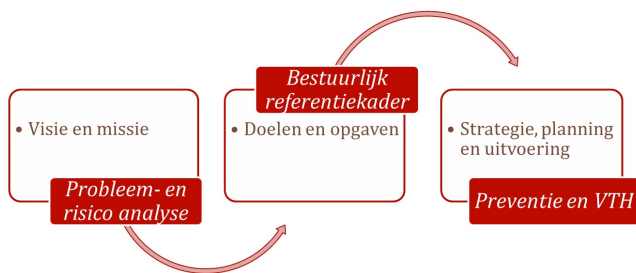 • Visie en missie
Probleem- en
risico analyse
Bestuurlijk
referentiekader
• Doelen en opgaven
• Strategie, planning
en uitvoering
Preventie en VTH